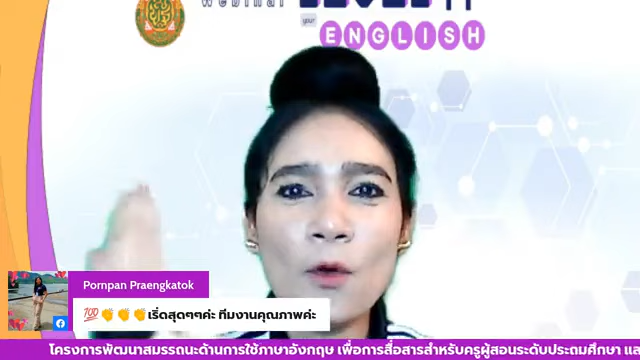 Webinar
your
ENGLISH
Pornpan Praengkatok
💯👏👏👏เริ่ดสุดๆๆค่ะ ทีมงานคุณภาพค่ะ
โครงการพัฒนาสมรรถนะด้านการใช้ภาษาอังกฤษ เพื่อการสื่อสารสำหรับครูผู้สอนระดับประถมศึกษา แล